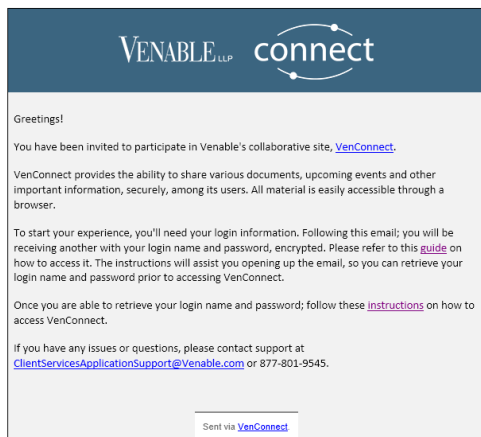 VENABLE LLP connect
Greetings!
You have been invited to participate in Venable's collaborative site, VenConnect.
VenConnect provides the ability to share various documents, upcoming events and other
important information, securely, among its users. All material is easily accessible through a
browser.
To start your experience, you'll need your login information. Following this email; you will be
receiving another with your login name and password, encrypted. Please refer to this guide on
how to access it. The instructions will assist you opening up the email, so you can retrieve your
login name and password prior to accessing VenConnect.
Once you are able to retrieve your login name and password; follow these instructions on how to
access VenConnect.
If you have any issues or questions, please contact support at
ClientServicesApplicationSupport@Venable.com or 877-801-9545.
Sent via VenConnect.